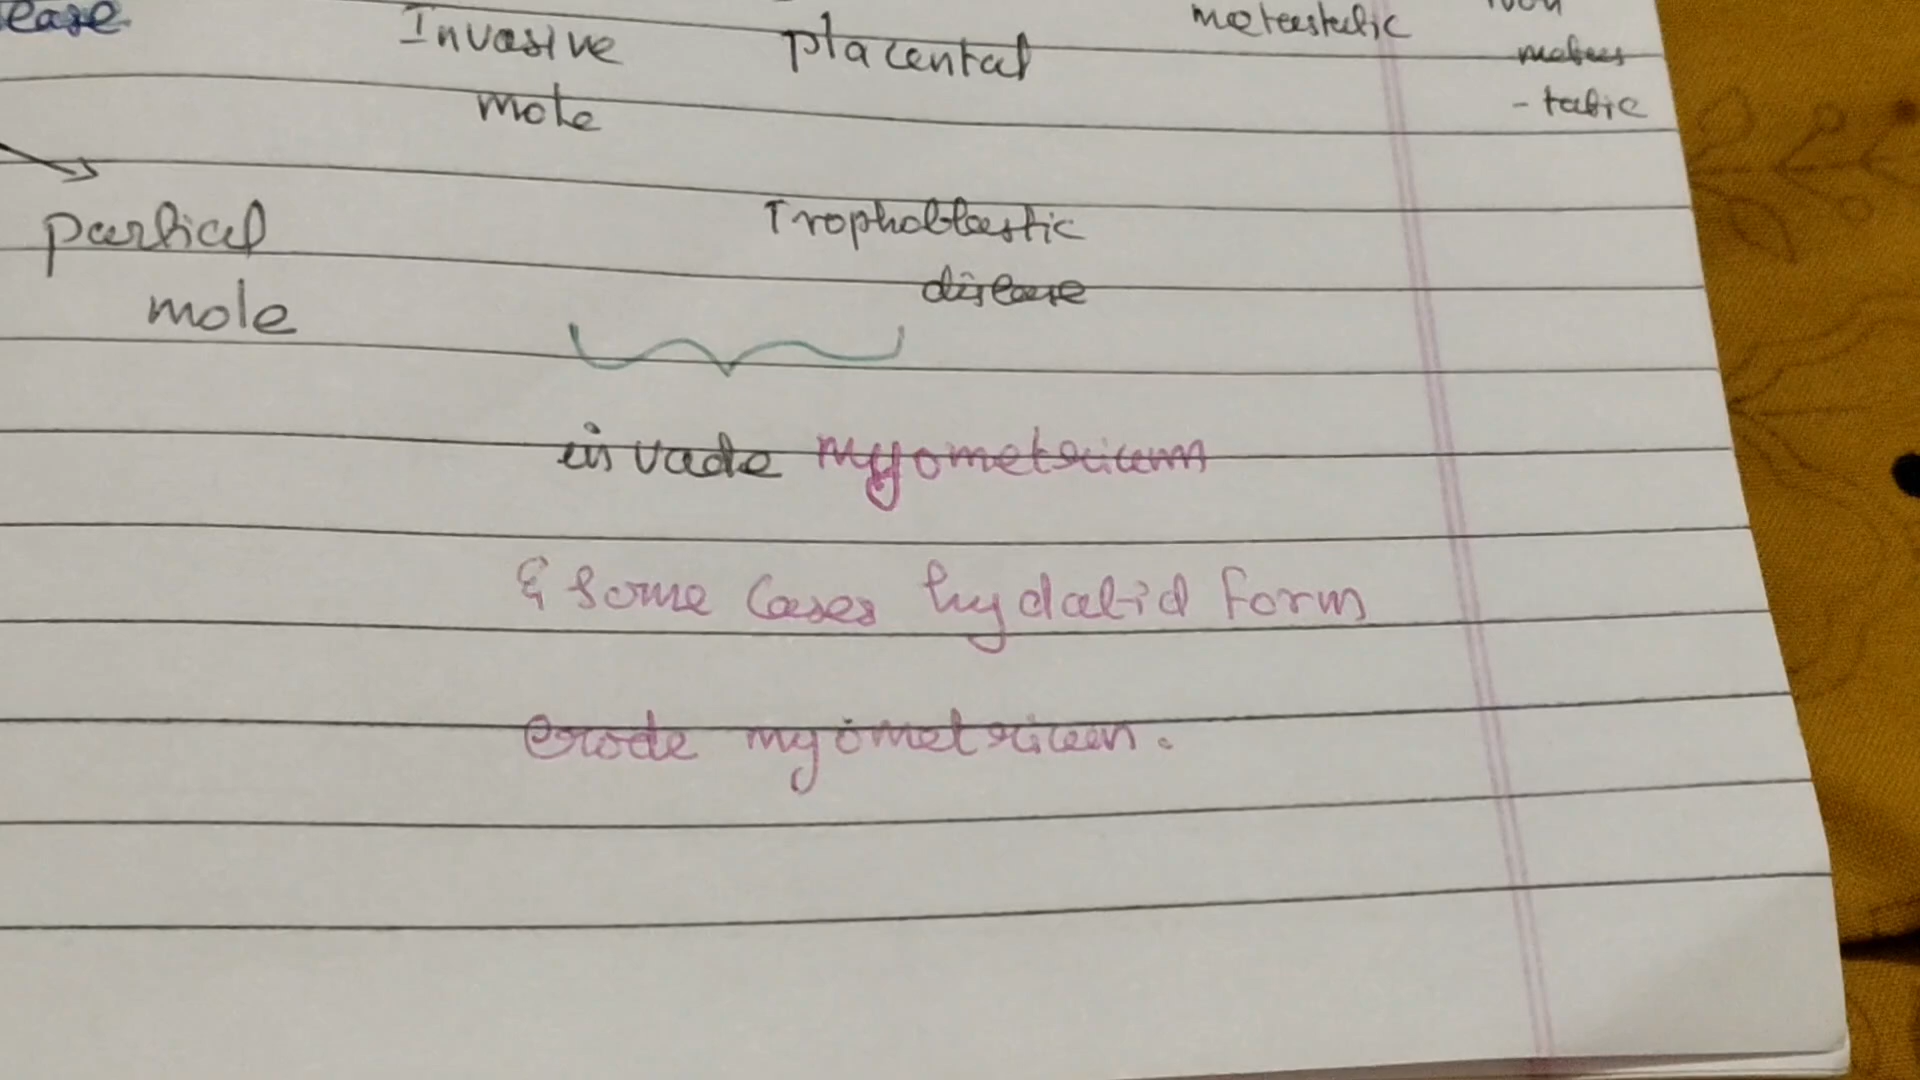 ease
Invasive
mole
placental
metastatic
Non
metas
- tatic
partial
mole
Trophoblastic
disease
invade myometrium
& Some Cases hydatid form
erode myometrium.